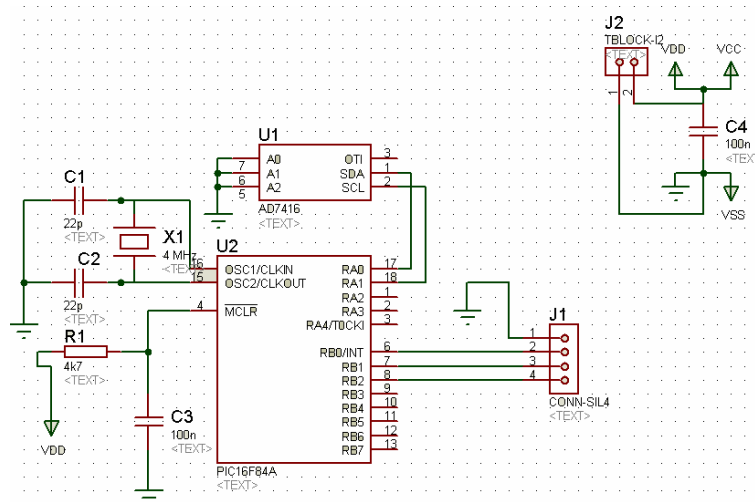 J2
TBLOCK-I2
<TEXT>
VDD
VCC
1
2
C4
100n
<TEXT>
VSS
U1
A0
A1
A2
7
6
5
OTI
SDA
SCL
3
1
2
AD7416
<TEXT>
C1
22p
<TEXT>
X1
4 MHz
<TEXT>
C2
22p
<TEXT>
U2
16
15
4
OSC1/CLKIN
OSC2/CLKOUT
MCLR
RA0
RA1
RA2
RA3
RA4/T0CKI
RB0/INT
RB1
RB2
RB3
RB4
RB5
RB6
RB7
17
18
1
2
3
6
7
8
9
10
11
12
13
PIC16F84A
<TEXT>
R1
4k7
<TEXT>
VDD
C3
100n
<TEXT>
J1
1
2
3
4
CONN-SIL4
<TEXT>